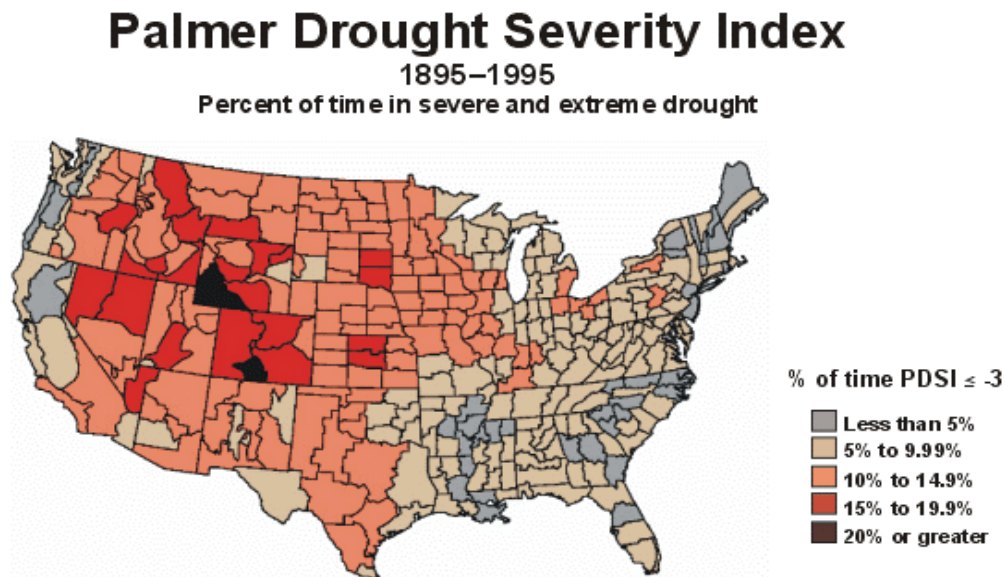 Palmer Drought Severity Index
1895–1995
Percent of time in severe and extreme drought
% of time PDSI ≤ -3
Less than 5%
5% to 9.99%
10% to 14.9%
15% to 19.9%
20% or greater